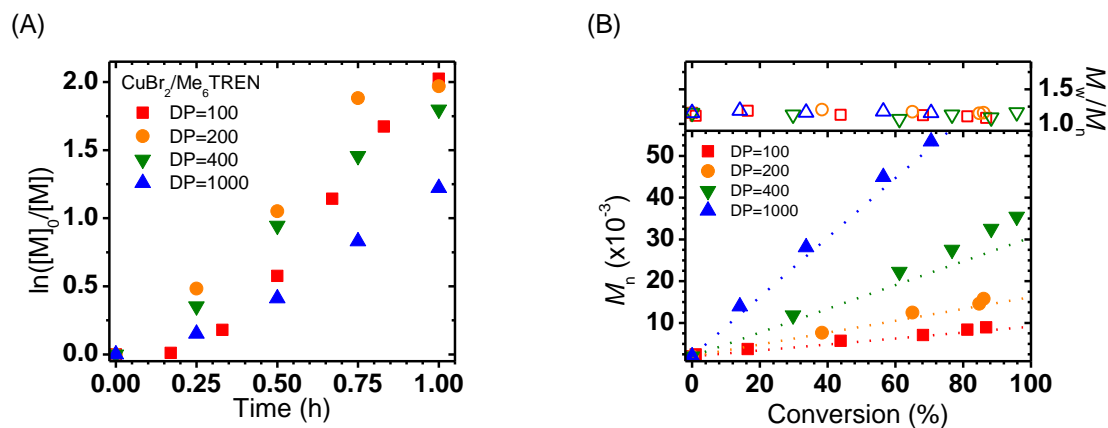 (A)
(B)
CuBr₂/Me₆TREN
DP=100
DP=200
DP=400
DP=1000
2.0
1.5
1.0
0.5
0.0
ln([M]₀/[M])
0.00 0.25 0.50 0.75 1.00
Time (h)
1.5
1.0
M_w/M_n
DP=100
DP=200
DP=400
DP=1000
50
40
30
20
10
M_n (x10⁻³)
0 20 40 60 80 100
Conversion (%)